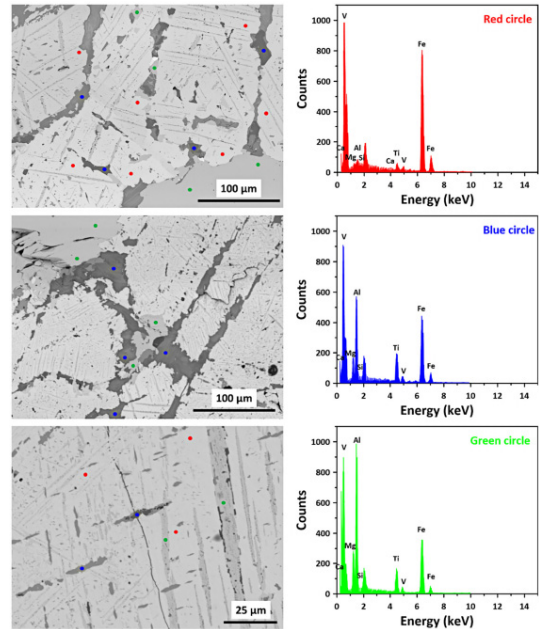 100 µm
1000
800
600
400
200
0
Counts
V
Fe
Ca
Mg
Al
Si
Ca
Ti
V
Fe
Red circle
0 2 4 6 8 10 12 14
Energy (keV)
100 µm
1000
800
600
400
200
0
Counts
V
Al
Fe
Ca
Mg
Si
Ti
V
Fe
Blue circle
0 2 4 6 8 10 12 14
Energy (keV)
25 µm
1000
800
600
400
200
0
Counts
V
Al
Fe
Mg
Ca
Si
Ti
V
Fe
Green circle
0 2 4 6 8 10 12 14
Energy (keV)